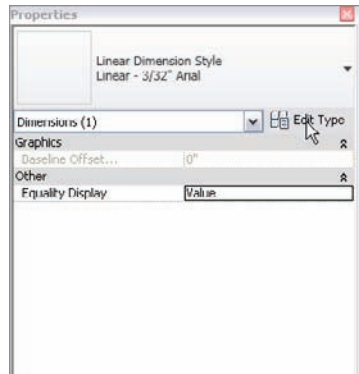 Properties
Linear Dimension Style
Linear - 3/32" Arial
Dimensions (1)
Edit Type
Graphics
Baseline Offset... 0"
Other
Equality Display Value